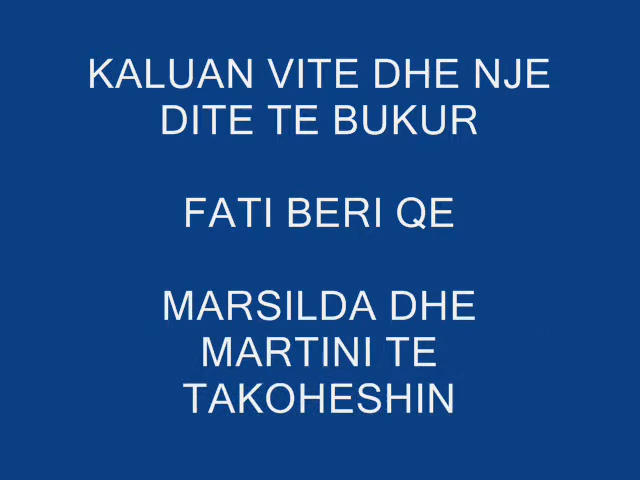 KALUAN VITE DHE NJE
DITE TE BUKUR
FATI BERI QE
MARSILDA DHE
MARTINI TE
TAKOHESHIN